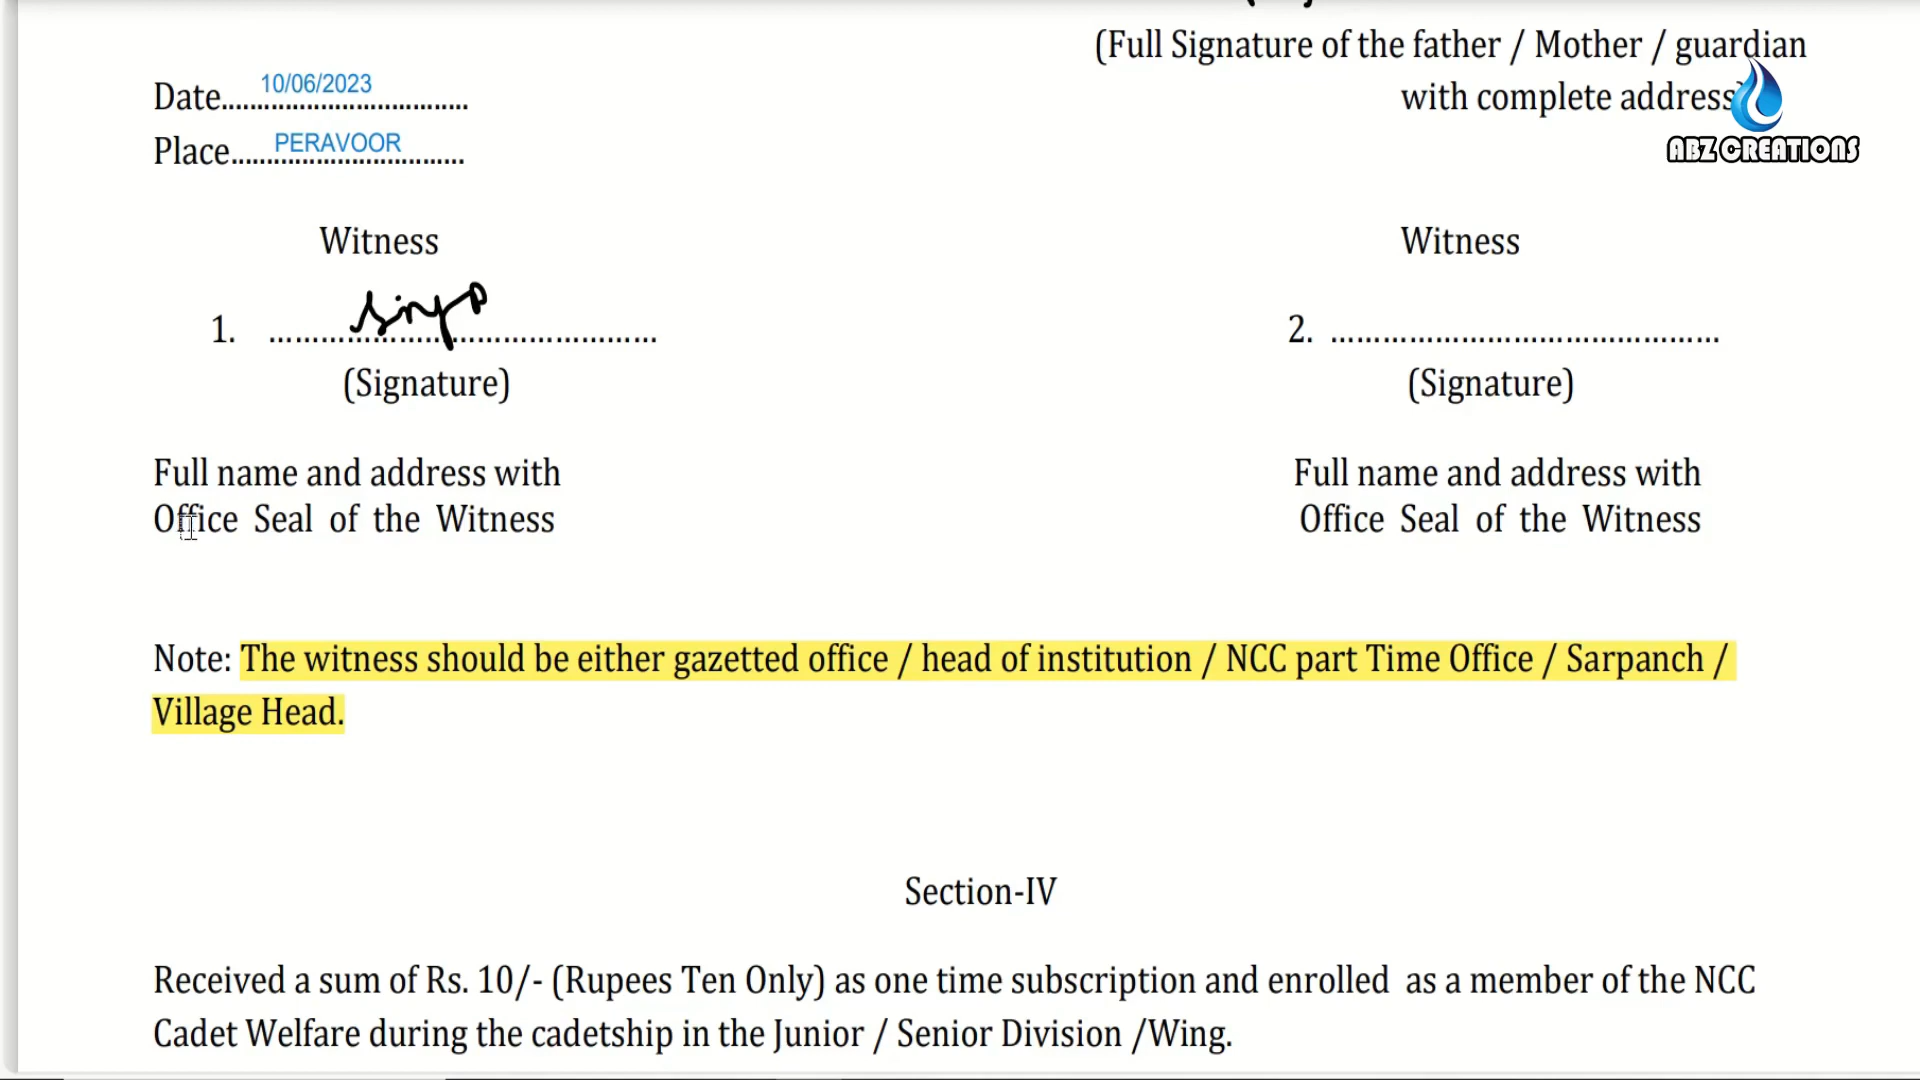 (Full Signature of the father / Mother / guardian
with complete address)
Date.................................. 10/06/2023
Place................................ PERAVOOR
ABZ CREATIONS
Witness
Witness
1. ................................................
2. ................................................
(Signature)
(Signature)
Full name and address with
Office Seal of the Witness
Full name and address with
Office Seal of the Witness
Note: The witness should be either gazetted office / head of institution / NCC part Time Office / Sarpanch /
Village Head.
Section-IV
Received a sum of Rs. 10/- (Rupees Ten Only) as one time subscription and enrolled as a member of the NCC
Cadet Welfare during the cadetship in the Junior / Senior Division /Wing.